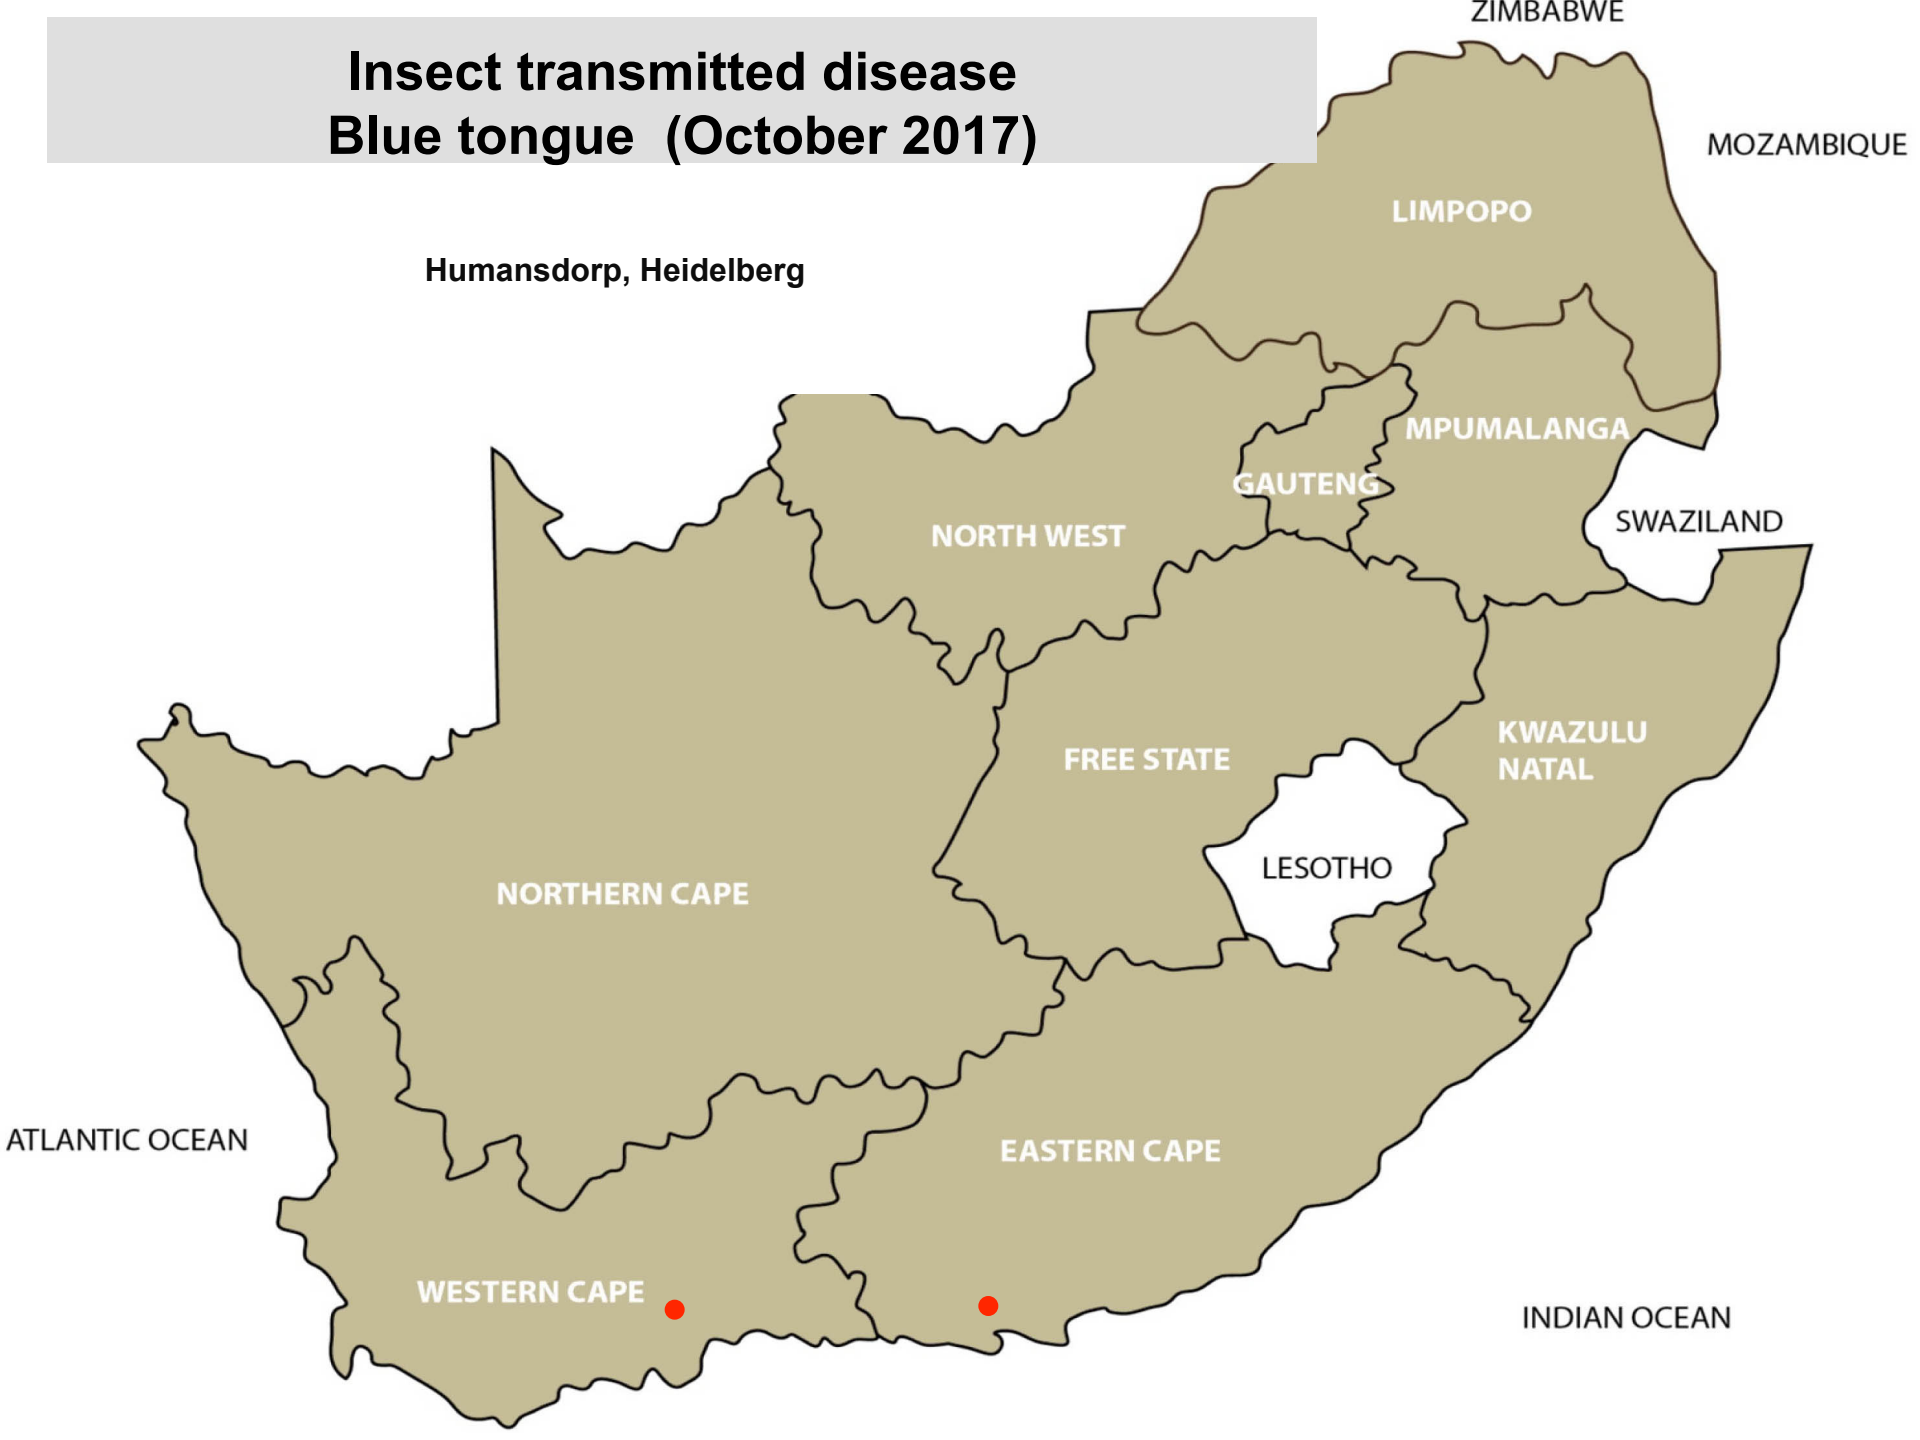 ZIMBABWE
Insect transmitted disease
Blue tongue (October 2017)
MOZAMBIQUE
LIMPOPO
Humansdorp, Heidelberg
MPUMALANGA
GAUTENG
SWAZILAND
NORTH WEST
KWAZULU
NATAL
FREE STATE
LESOTHO
NORTHERN CAPE
ATLANTIC OCEAN
EASTERN CAPE
WESTERN CAPE
INDIAN OCEAN